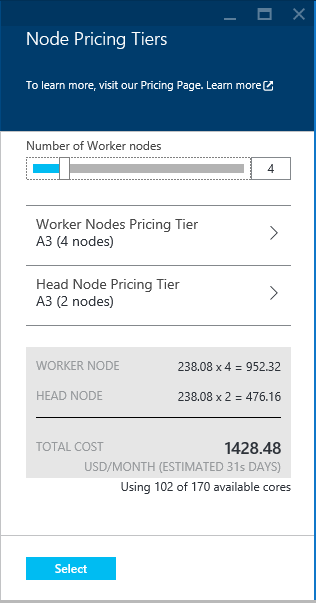 Node Pricing Tiers
To learn more, visit our Pricing Page. Learn more
Number of Worker nodes
4
Worker Nodes Pricing Tier
A3 (4 nodes)
Head Node Pricing Tier
A3 (2 nodes)
WORKER NODE 238.08 x 4 = 952.32
HEAD NODE 238.08 x 2 = 476.16
TOTAL COST 1428.48
USD/MONTH (ESTIMATED 31s DAYS)
Using 102 of 170 available cores
Select